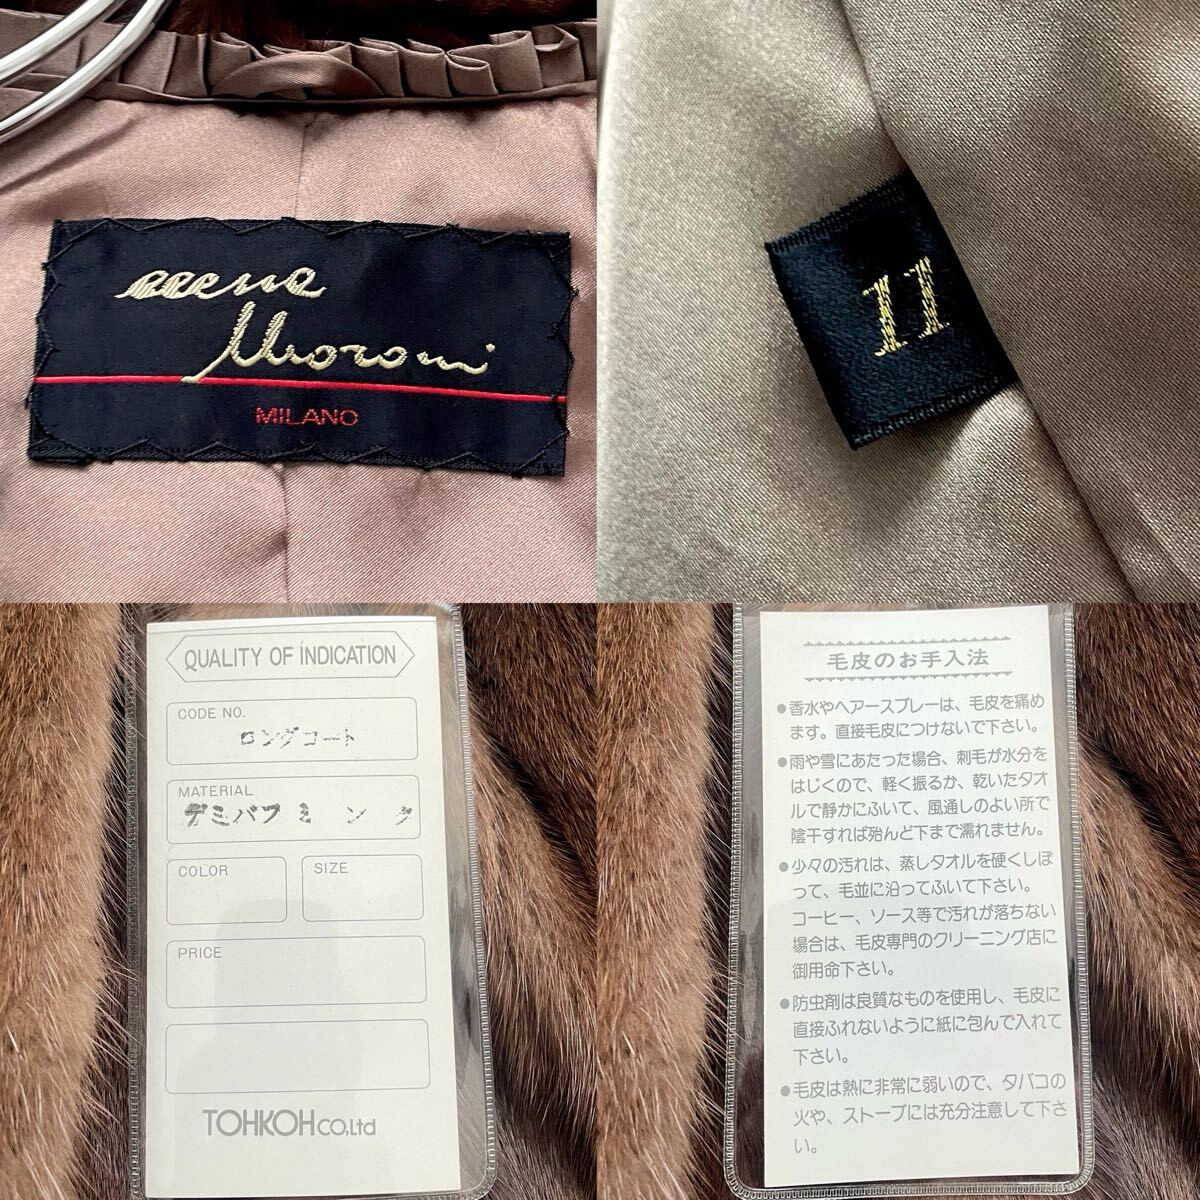 Moroni
MILANO
11
QUALITY OF INDICATION
CODE NO.
ロングコート
MATERIAL
デミバフミンク
COLOR
SIZE
PRICE
TOHKOH CO,Ltd
毛皮のお手入法
●香水やヘアースプレーは、毛皮を痛め
ます。直接毛皮につけないで下さい。
●雨や雪にあたった場合、刺毛が水分を
はじくので、軽く振るか、乾いたタオ
ルで静かにふいて、風通しのよい所で
陰干すれば殆んど下まで濡れません。
●少々の汚れは、蒸しタオルを硬くしぼ
って、毛並に沿ってふいて下さい。
コーヒー、ソース等で汚れが落ちない
場合は、毛皮専門のクリーニング店に
御用命下さい。
●防虫剤は良質なものを使用し、毛皮に
直接ふれないように紙に包んで入れて
下さい。
●毛皮は熱に非常に弱いので、タバコの
火や、ストーブには充分注意して下さ
い。